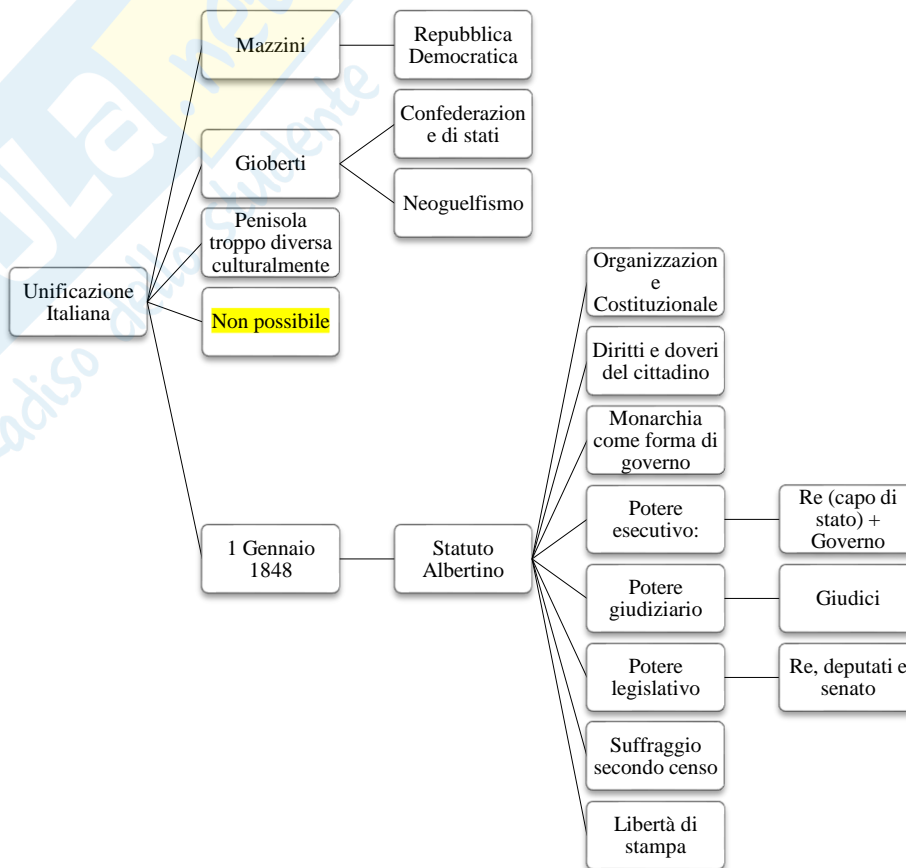 Mazzini
Repubblica
Democratica
Gioberti
Confederazion
e di stati
Neoguelfismo
Penisola
troppo diversa
culturalmente
Unificazione
Italiana
Non possibile
Organizzazion
e
Costituzionale
Diritti e doveri
del cittadino
Monarchia
come forma di
governo
1 Gennaio
1848
Statuto
Albertino
Potere
esecutivo:
Re (capo di
stato) +
Governo
Potere
giudiziario
Giudici
Potere
legislativo
Re, deputati e
senato
Suffraggio
secondo censo
Libertà di
stampa
dello studente